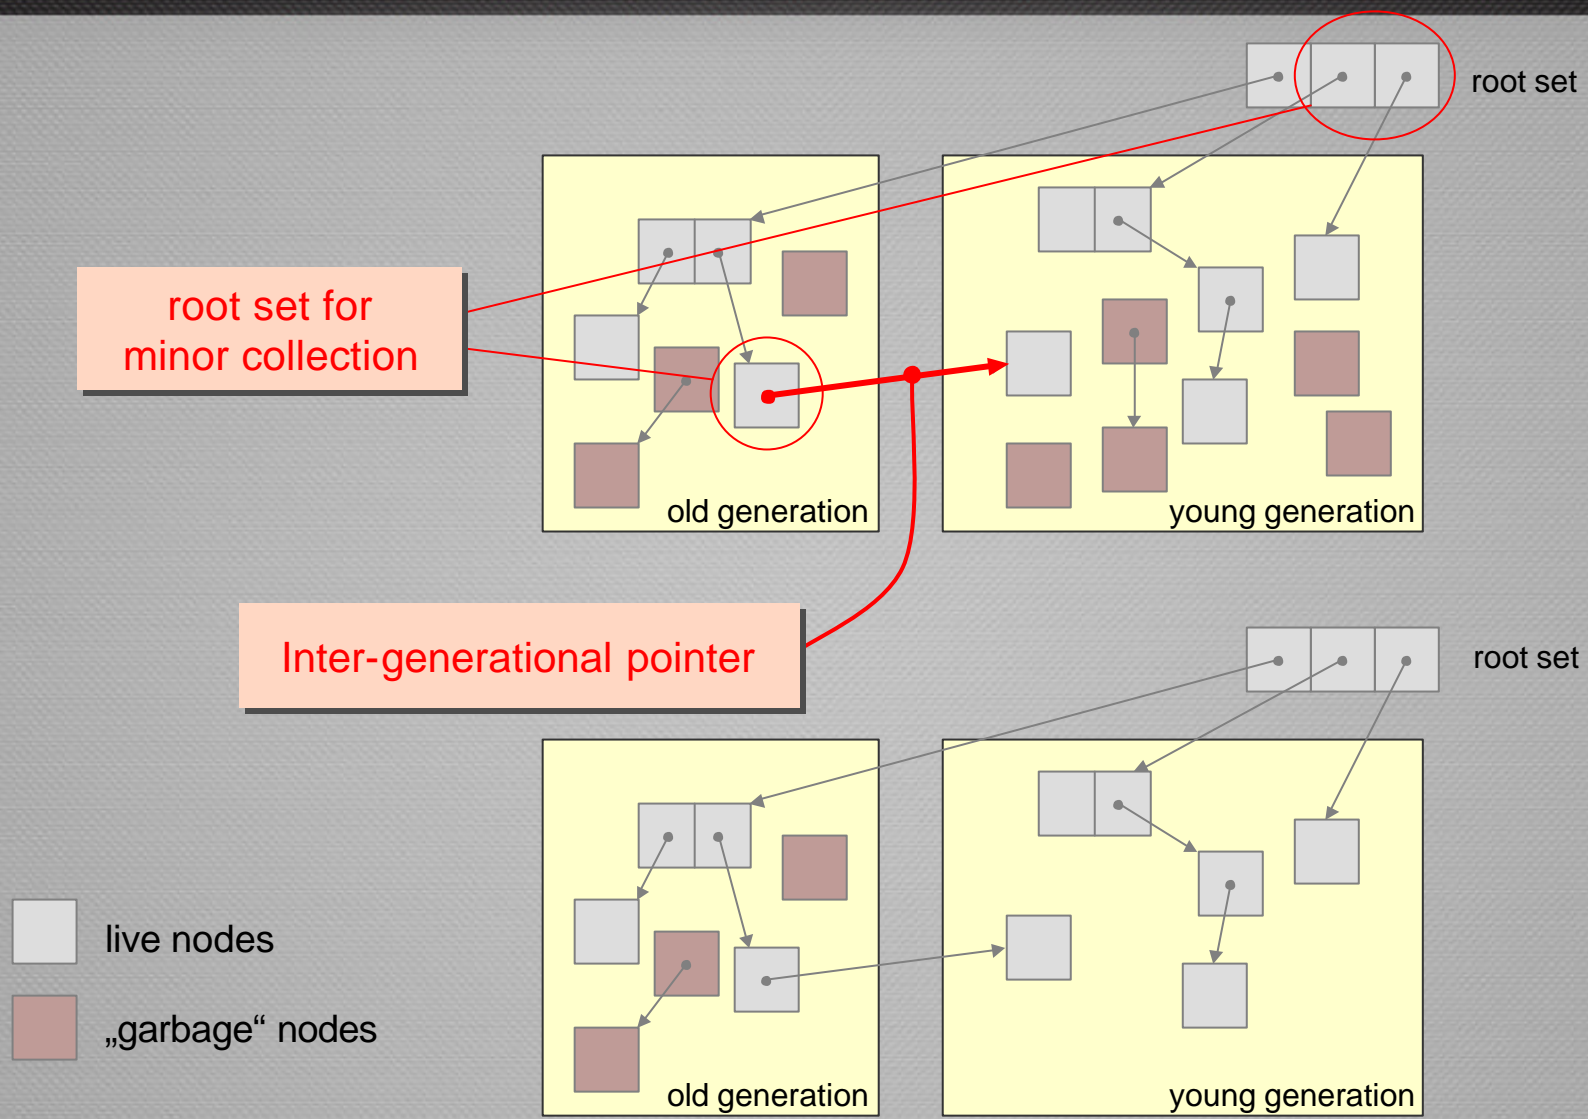 root set
root set for
minor collection
old generation
young generation
Inter-generational pointer
root set
live nodes
„garbage“ nodes
old generation
young generation